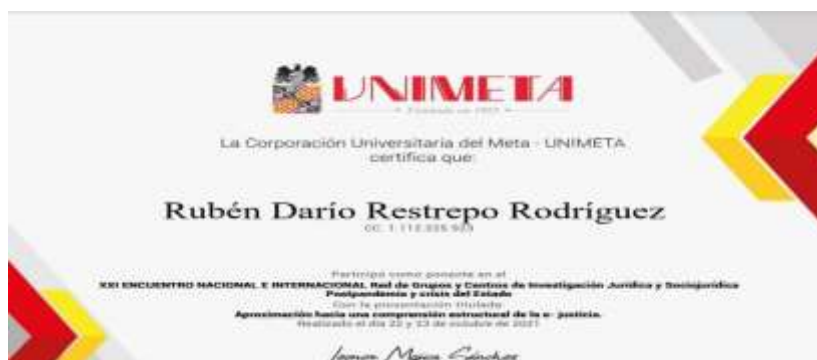 UNIMETA
La Corporación Universitaria del Meta - UNIMETA
certifica que:
Rubén Darío Restrepo Rodríguez
Participó como ponente en el
XXI ENCUENTRO NACIONAL E INTERNACIONAL Red de Grupos y Centros de Investigación Jurídica y Sociojurídica
Postpandemia y crisis del Estado
Con la presentación titulada
Aproximación hacia una comprensión estructural de la e- justicia.
Realizado el día 22 y 23 de octubre de 2021